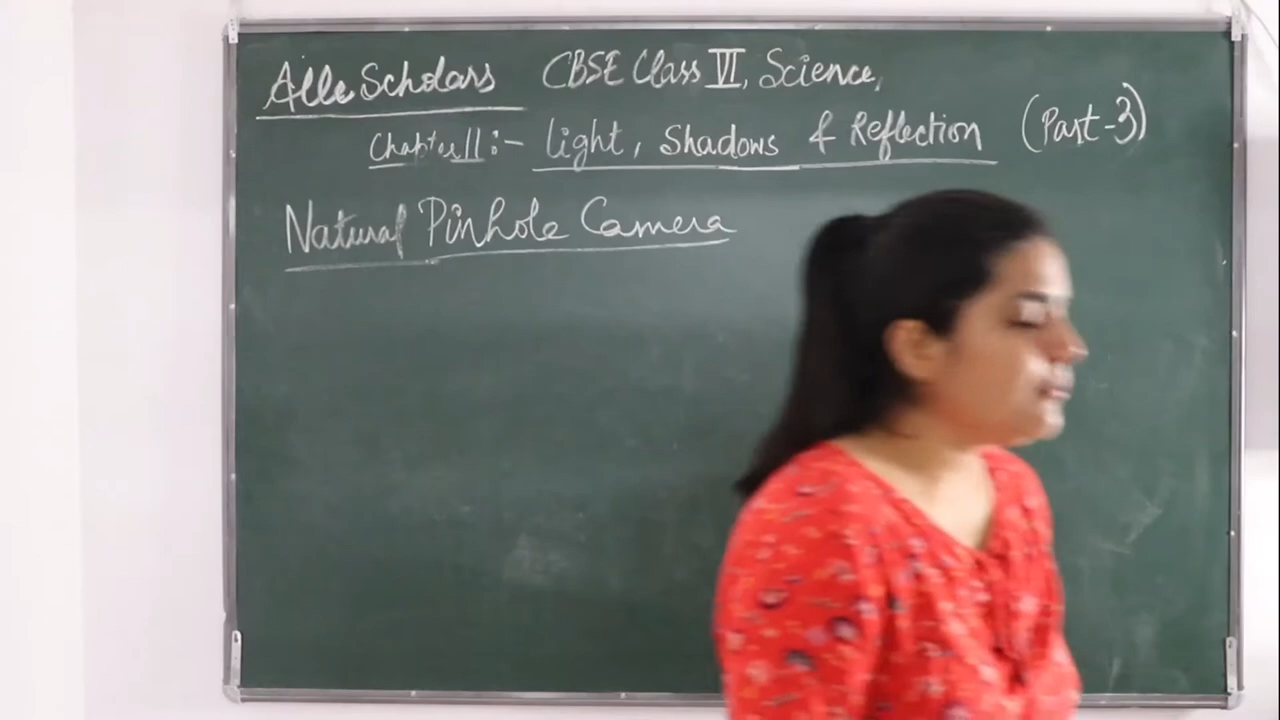 Alle Scholars CBSE Class VI, Science,
Chapter 11:- Light, Shadows & Reflection (Part-3)
Natural Pinhole Camera